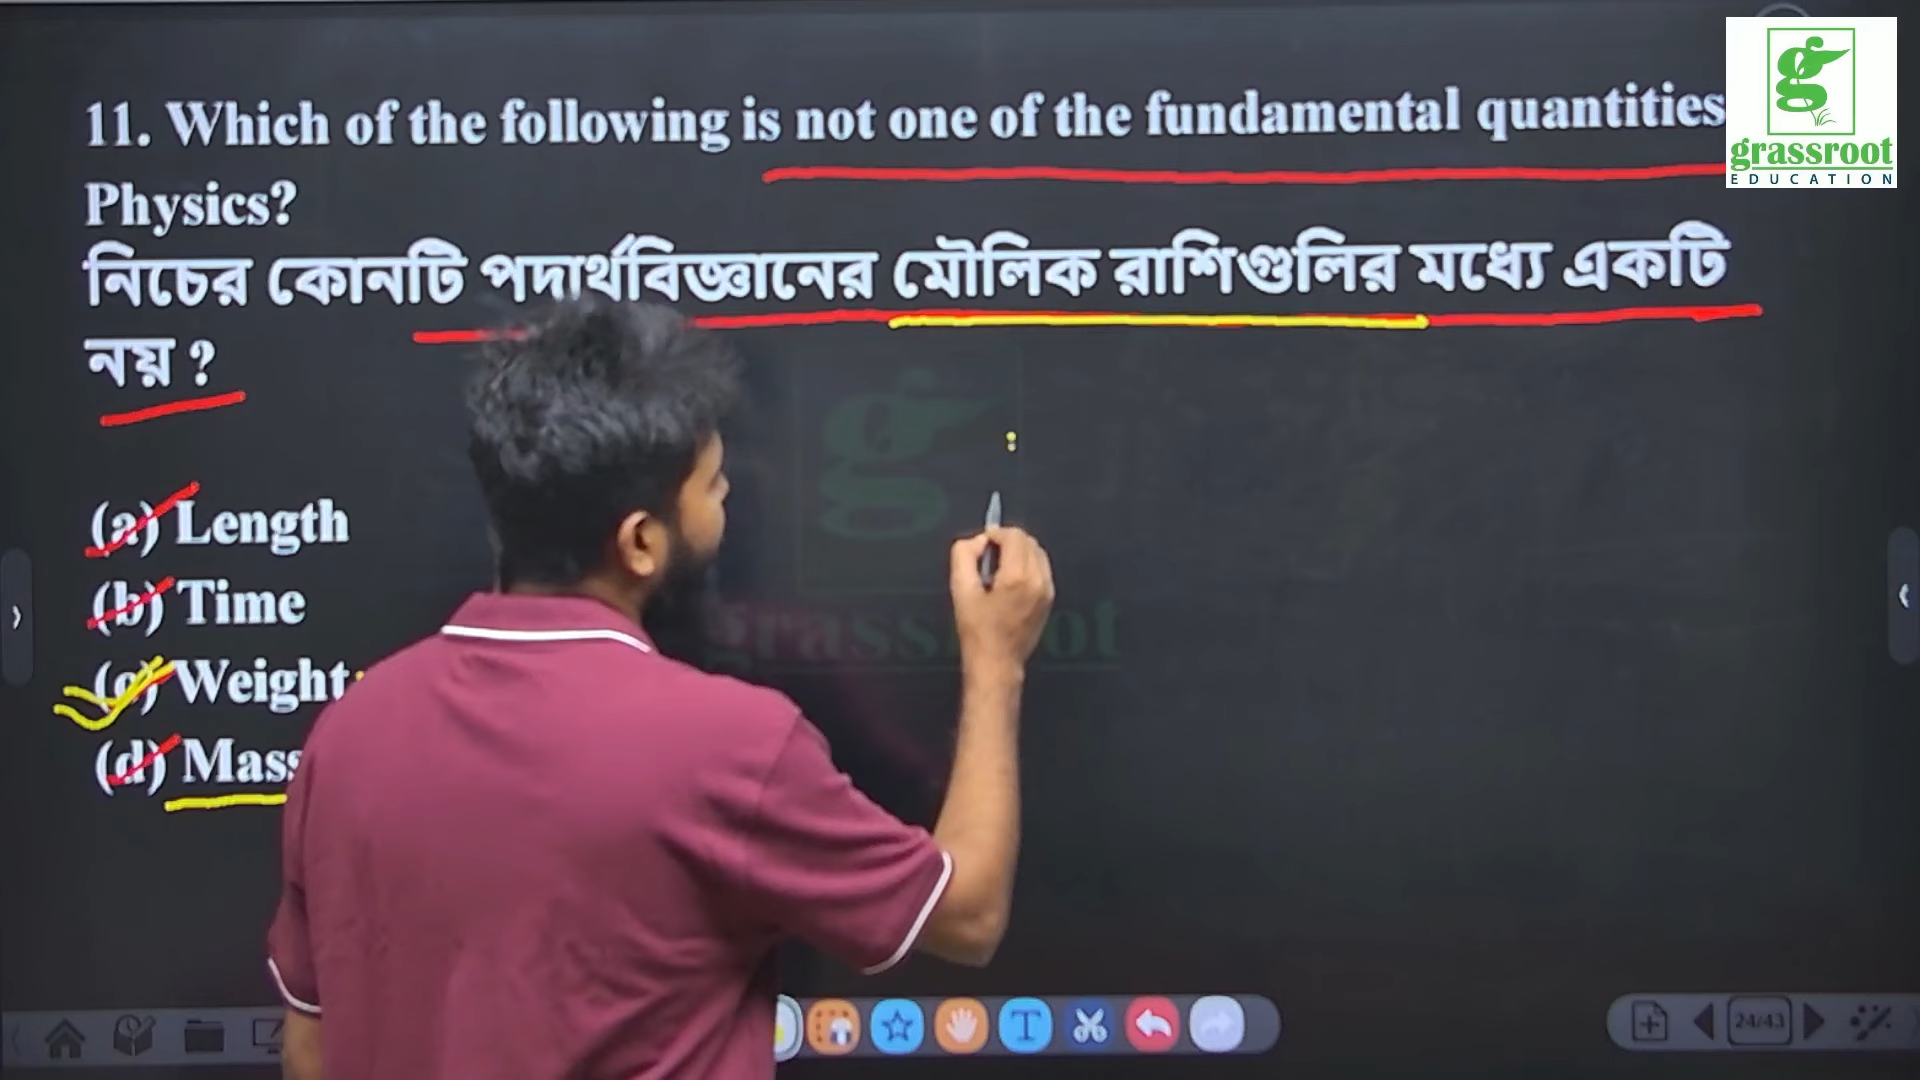 11. Which of the following is not one of the fundamental quantities
Physics?
নিচের কোনটি পদার্থবিজ্ঞানের মৌলিক রাশিগুলির মধ্যে একটি
নয় ?
(a) Length
(b) Time
(c) Weight
(d) Mass
grassroot
grassroot
EDUCATION
24/43